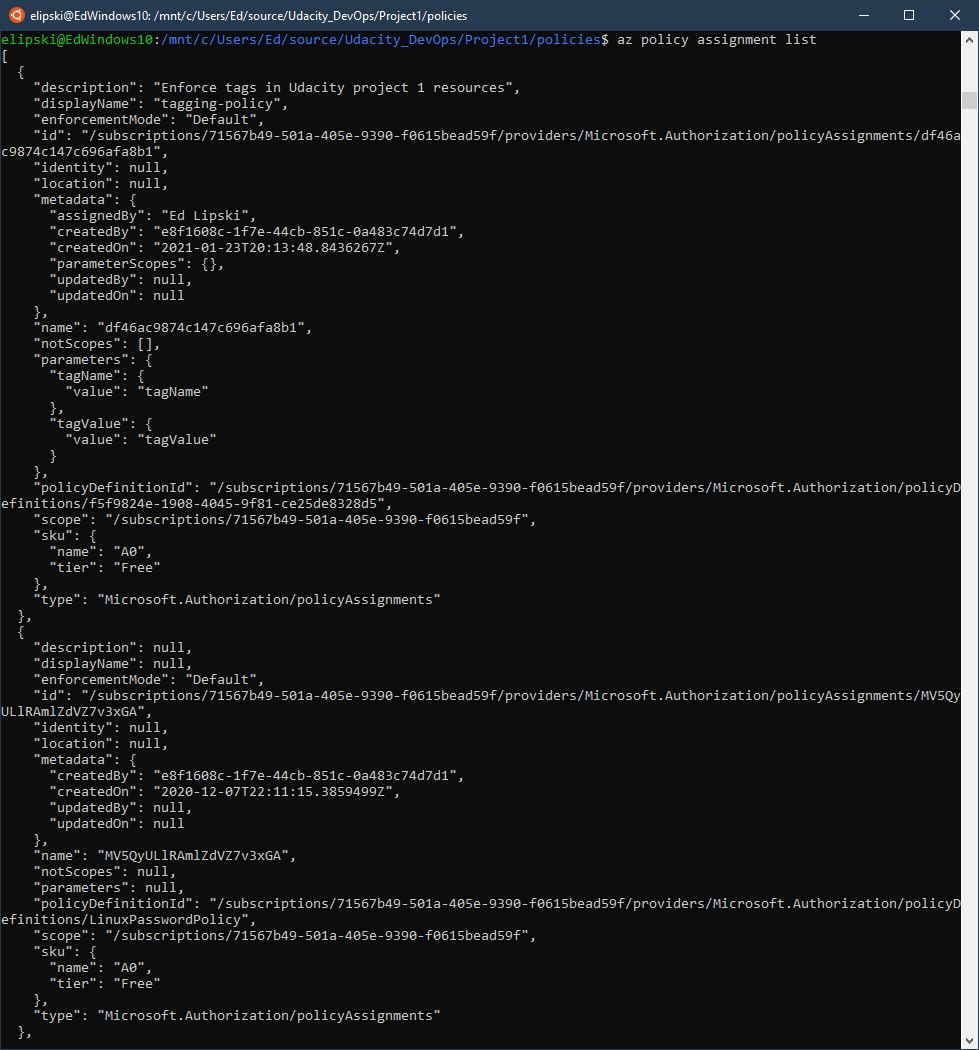 elipski@EdWindows10: /mnt/c/Users/Ed/source/Udacity_DevOps/Project1/policies
elipski@EdWindows10:/mnt/c/Users/Ed/source/Udacity_DevOps/Project1/policies$ az policy assignment list
[
  {
    "description": "Enforce tags in Udacity project 1 resources",
    "displayName": "tagging-policy",
    "enforcementMode": "Default",
    "id": "/subscriptions/71567b49-501a-405e-9390-f0615bead59f/providers/Microsoft.Authorization/policyAssignments/df46a
c9874c147c696afa8b1",
    "identity": null,
    "location": null,
    "metadata": {
      "assignedBy": "Ed Lipski",
      "createdBy": "e8f1608c-1f7e-44cb-851c-0a483c74d7d1",
      "createdOn": "2021-01-23T20:13:48.8436267Z",
      "parameterScopes": {},
      "updatedBy": null,
      "updatedOn": null
    },
    "name": "df46ac9874c147c696afa8b1",
    "notScopes": [],
    "parameters": {
      "tagName": {
        "value": "tagName"
      },
      "tagValue": {
        "value": "tagValue"
      }
    },
    "policyDefinitionId": "/subscriptions/71567b49-501a-405e-9390-f0615bead59f/providers/Microsoft.Authorization/policyD
efinitions/f5f9824e-1908-4045-9f81-ce25de8328d5",
    "scope": "/subscriptions/71567b49-501a-405e-9390-f0615bead59f",
    "sku": {
      "name": "A0",
      "tier": "Free"
    },
    "type": "Microsoft.Authorization/policyAssignments"
  },
  {
    "description": null,
    "displayName": null,
    "enforcementMode": "Default",
    "id": "/subscriptions/71567b49-501a-405e-9390-f0615bead59f/providers/Microsoft.Authorization/policyAssignments/MV5Qy
ULlRAmlZdVZ7v3xGA",
    "identity": null,
    "location": null,
    "metadata": {
      "createdBy": "e8f1608c-1f7e-44cb-851c-0a483c74d7d1",
      "createdOn": "2020-12-07T22:11:15.3859499Z",
      "updatedBy": null,
      "updatedOn": null
    },
    "name": "MV5QyULlRAmlZdVZ7v3xGA",
    "notScopes": null,
    "parameters": null,
    "policyDefinitionId": "/subscriptions/71567b49-501a-405e-9390-f0615bead59f/providers/Microsoft.Authorization/policyD
efinitions/LinuxPasswordPolicy",
    "scope": "/subscriptions/71567b49-501a-405e-9390-f0615bead59f",
    "sku": {
      "name": "A0",
      "tier": "Free"
    },
    "type": "Microsoft.Authorization/policyAssignments"
  },